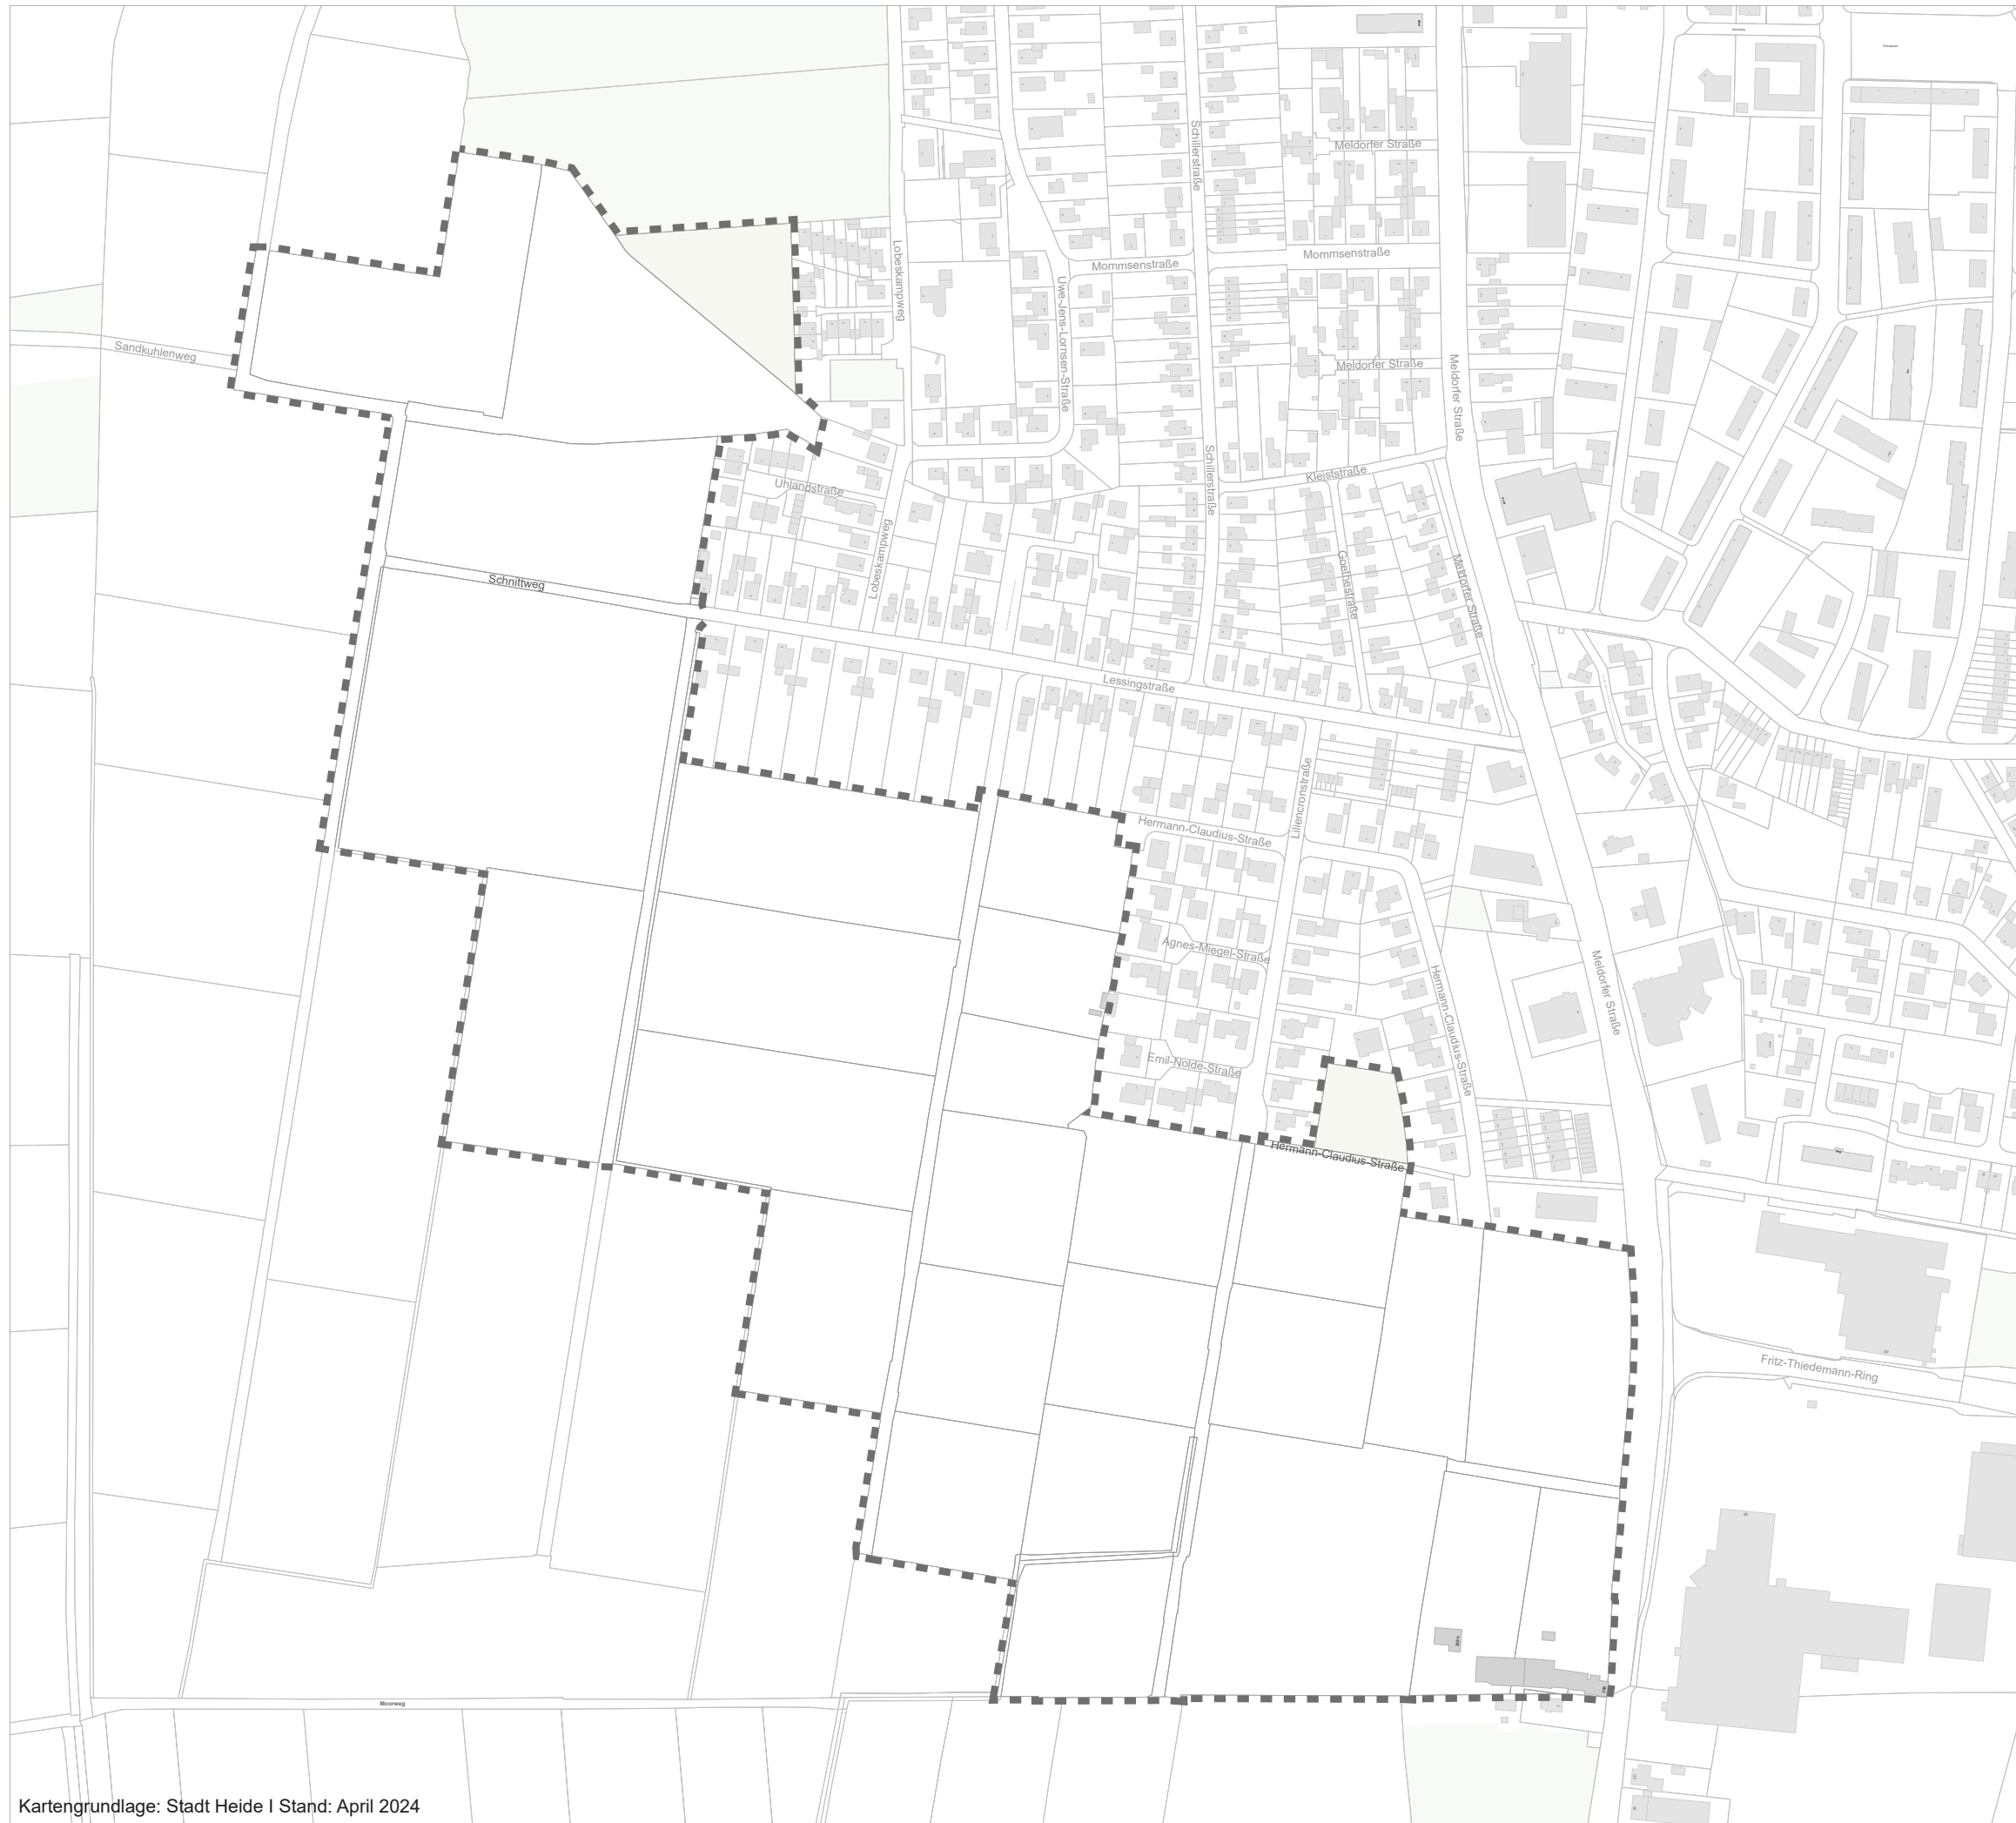 Meldorfer Straße
Schillerstraße
Lobeskampweg
Mommsenstraße
Mommsenstraße
Uwe-Jens-Lornsen-Straße
Sandkuhlenweg
Meldorfer Straße
Meldorfer Straße
Kleiststraße
Uhlandstraße
Schillerstraße
Lobeskampweg
Goethestraße
Meldorfer Straße
Schnittweg
Lessingstraße
Liliencronstraße
Hermann-Claudius-Straße
Agnes-Miegel-Straße
Hermann-Claudius-Straße
Meldorfer Straße
Emil-Nolde-Straße
Hermann-Claudius-Straße
Fritz-Thiedemann-Ring
Moorweg
Kartengrundlage: Stadt Heide I Stand: April 2024